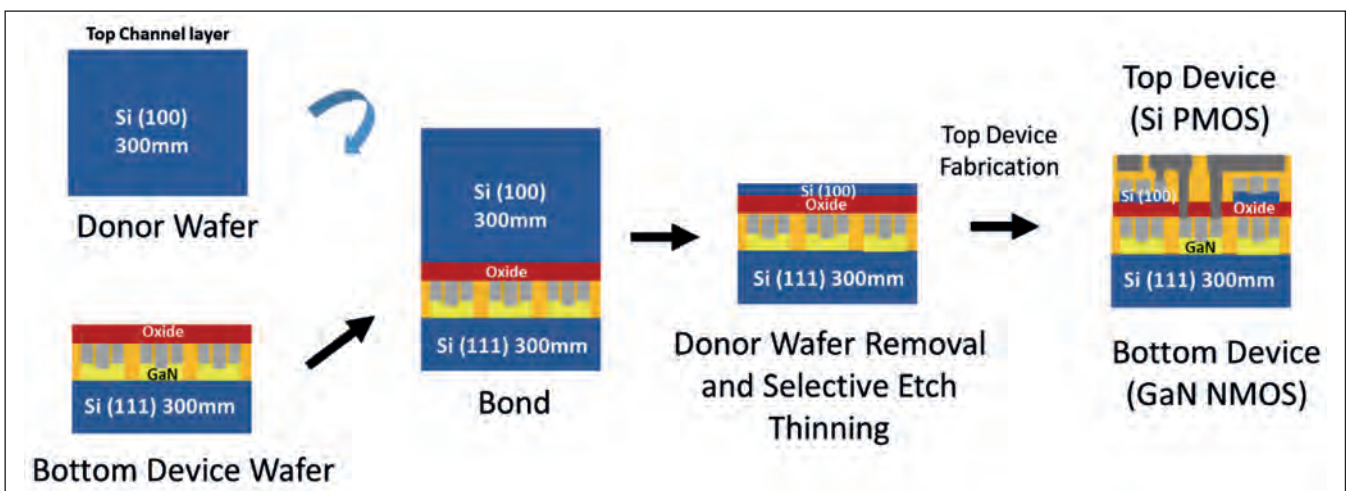 Top Channel layer
Si (100)
300mm
Donor Wafer
Oxide
GaN
Si (111) 300mm
Bottom Device Wafer
Si (100)
300mm
Oxide
Si (111) 300mm
Bond
Si (100)
Oxide
Si (111) 300mm
Donor Wafer Removal
and Selective Etch
Thinning
Top Device
Fabrication
Top Device
(Si PMOS)
Si (100)
Oxide
GaN
Si (111) 300mm
Bottom Device
(GaN NMOS)